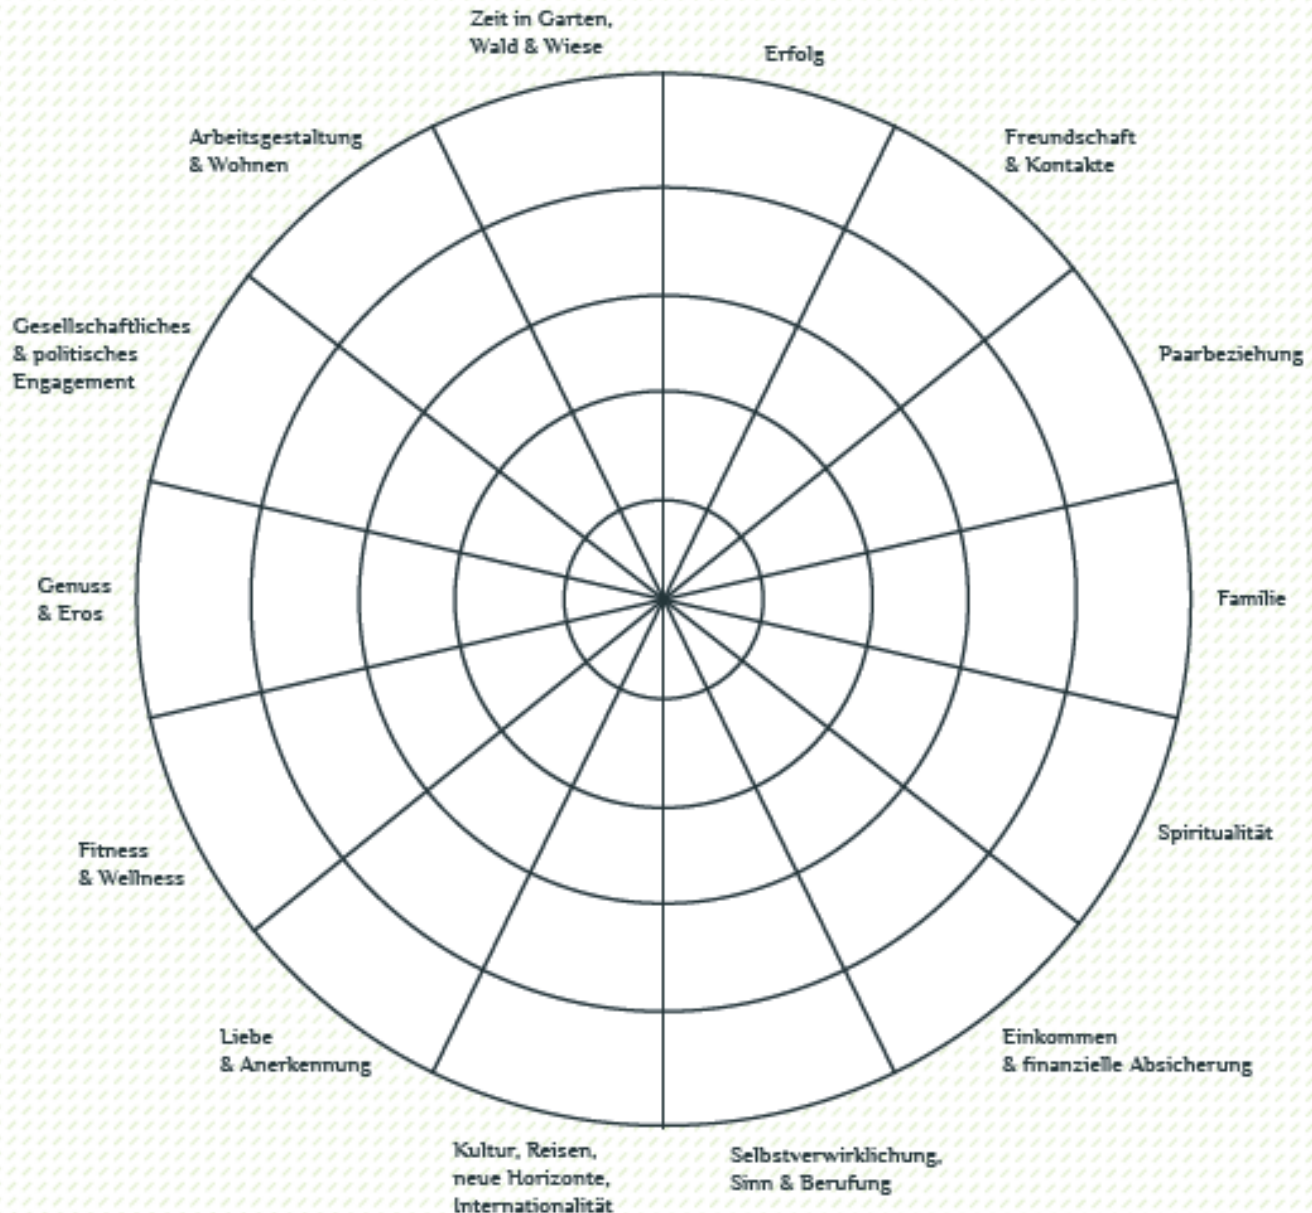 Zeit in Garten,
Wald & Wiese
Erfolg
Arbeitsgestaltung
& Wohnen
Freundschaft
& Kontakte
Gesellschaftliches
& politisches
Engagement
Paarbeziehung
Genuss
& Eros
Familie
Fitness
& Wellness
Spiritualität
Liebe
& Anerkennung
Einkommen
& finanzielle Absicherung
Kultur, Reisen,
neue Horizonte,
Internationalität
Selbstverwirklichung,
Sinn & Berufung